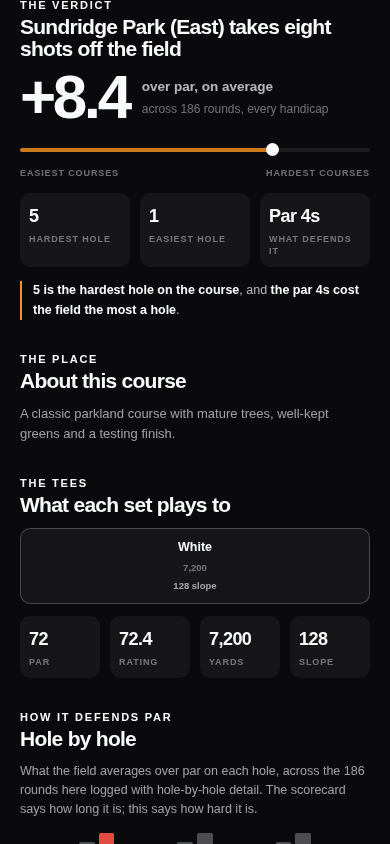 THE VERDICT
Sundridge Park (East) takes eight
shots off the field
+8.4
over par, on average
across 186 rounds, every handicap
EASIEST COURSES
HARDEST COURSES
5
HARDEST HOLE
1
EASIEST HOLE
Par 4s
WHAT DEFENDS
IT
5 is the hardest hole on the course, and the par 4s cost
the field the most a hole.
THE PLACE
About this course
A classic parkland course with mature trees, well-kept
greens and a testing finish.
THE TEES
What each set plays to
White
7,200
128 slope
72
PAR
72.4
RATING
7,200
YARDS
128
SLOPE
HOW IT DEFENDS PAR
Hole by hole
What the field averages over par on each hole, across the 186
rounds here logged with hole-by-hole detail. The scorecard
says how long it is; this says how hard it is.